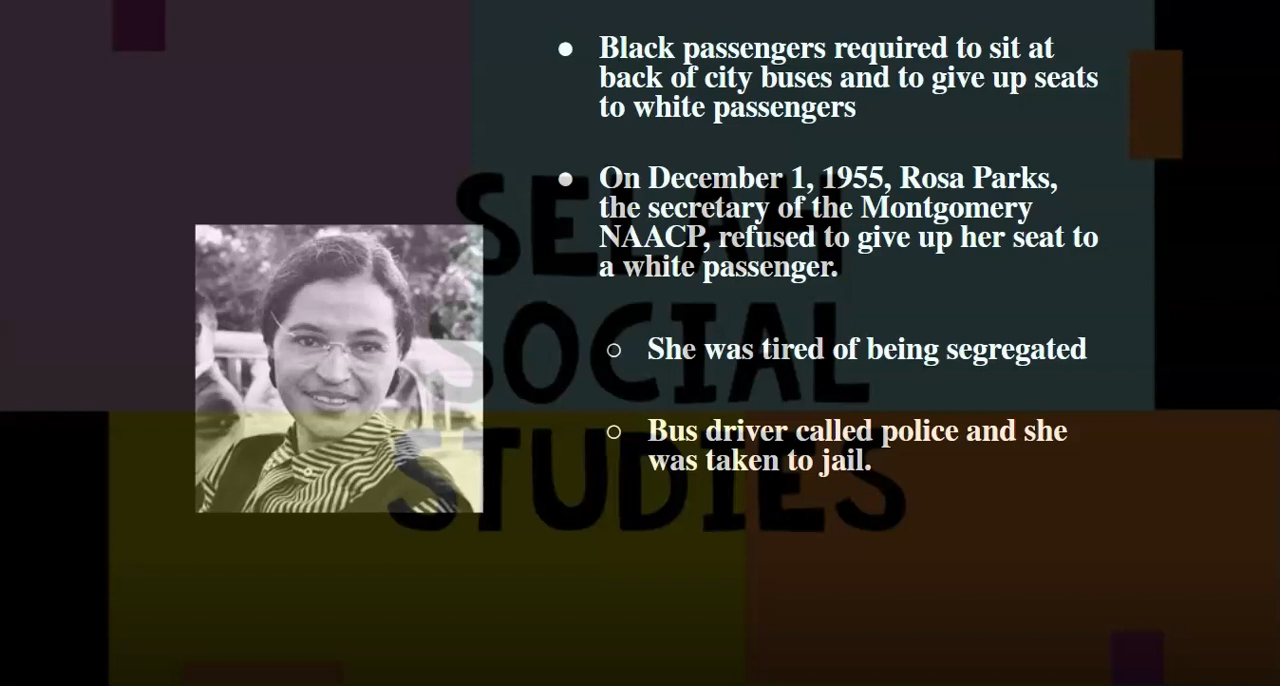 ● Black passengers required to sit at
back of city buses and to give up seats
to white passengers
● On December 1, 1955, Rosa Parks,
the secretary of the Montgomery
NAACP, refused to give up her seat to
a white passenger.
○ She was tired of being segregated
○ Bus driver called police and she
was taken to jail.
SELAH
SOCIAL
STUDIES